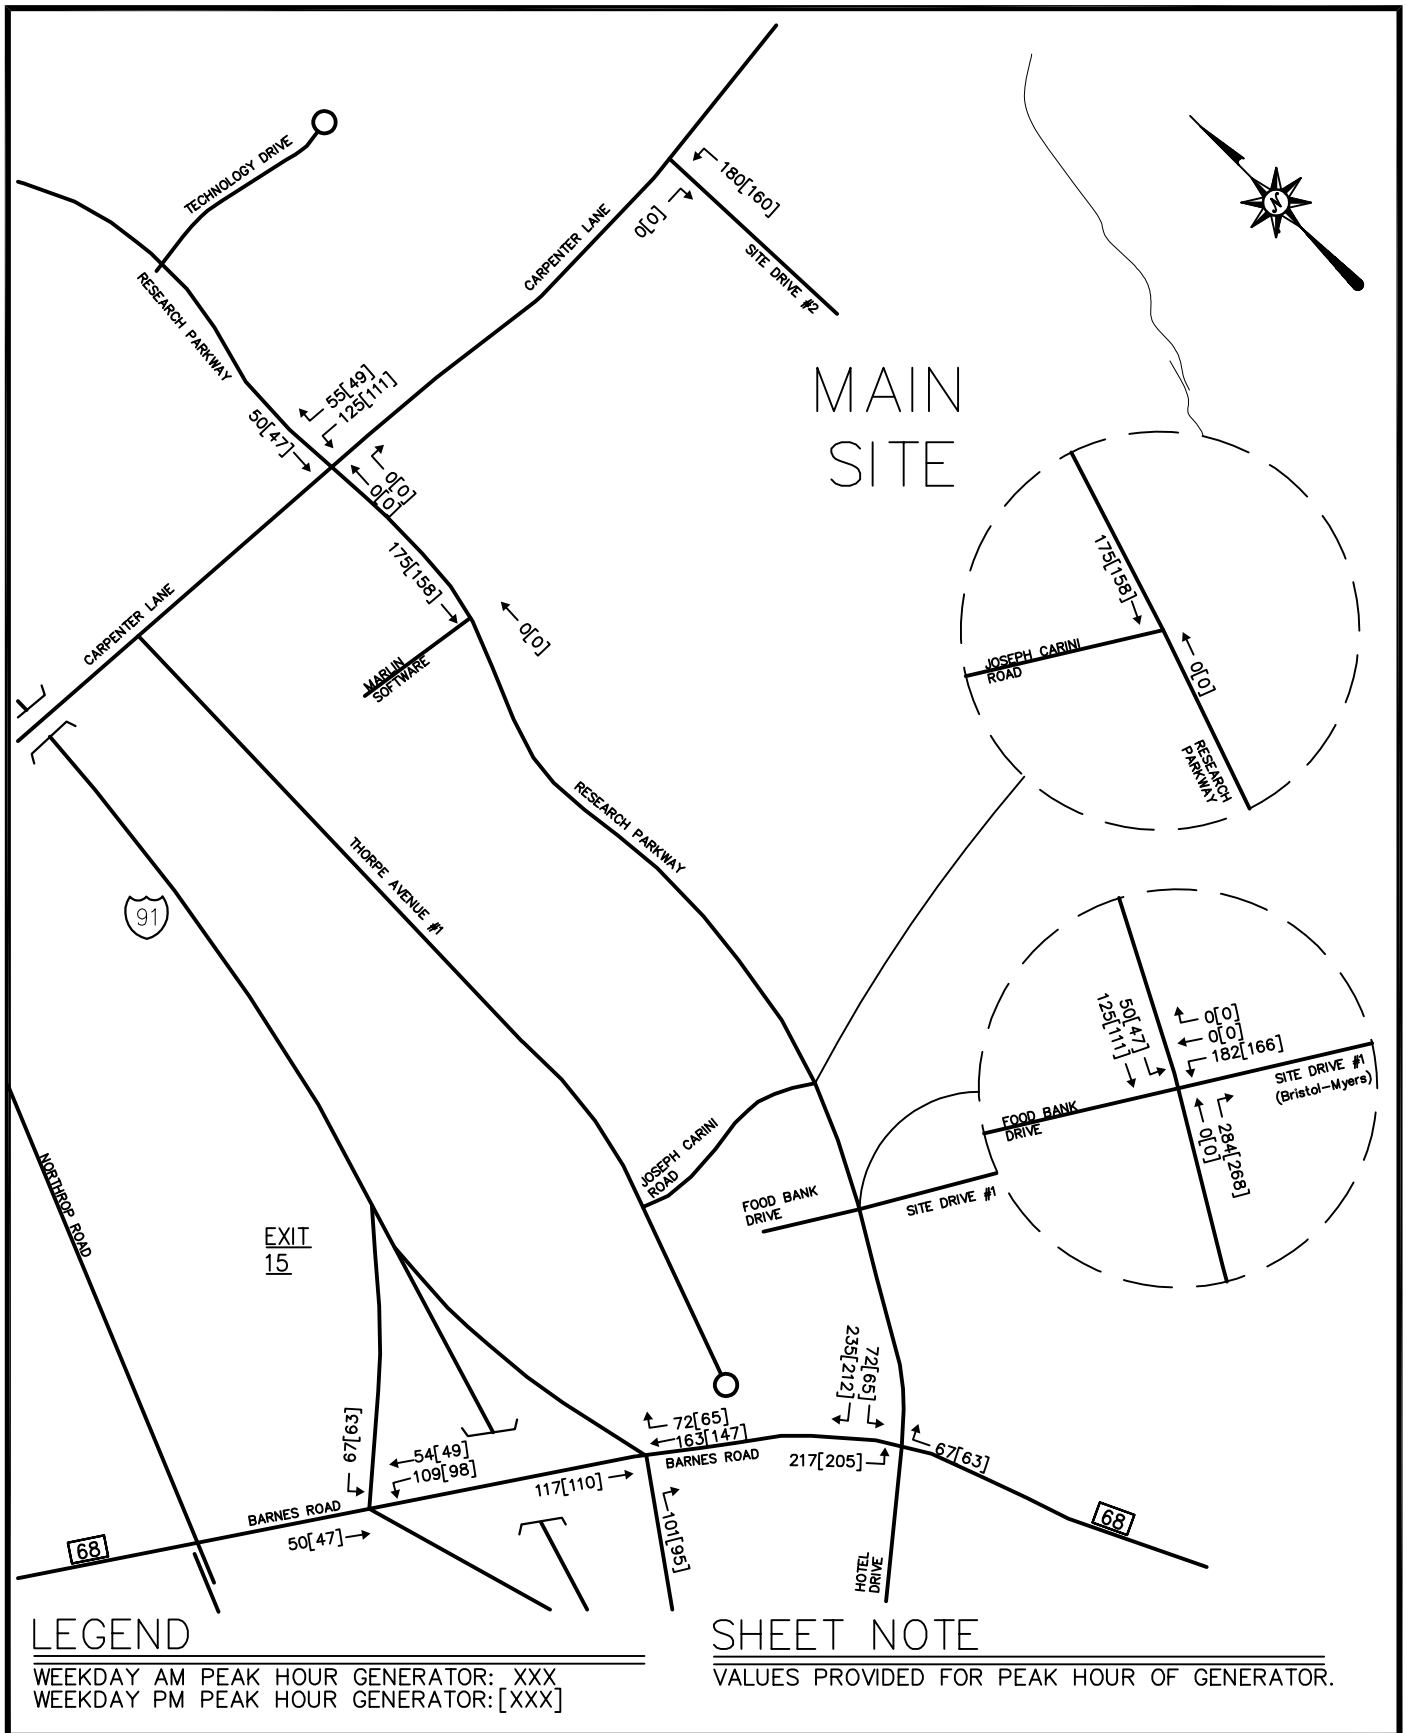 TECHNOLOGY DRIVE
RESEARCH PARKWAY
CARPENTER LANE
180[160]
0[0]
SITE DRIVE #2
N
MAIN
SITE
55[49]
125[111]
50[47]
0[0]
0[0]
175[158]
0[0]
MARLIN
SOFTWARE
CARPENTER LANE
175[158]
0[0]
JOSEPH CARINI
ROAD
RESEARCH
PARKWAY
RESEARCH PARKWAY
THORPE AVENUE #1
91
50[47]
125[111]
0[0]
0[0]
182[166]
SITE DRIVE #1
(Bristol-Myers)
FOOD BANK
DRIVE
284[268]
0[0]
JOSEPH CARINI
ROAD
FOOD BANK
DRIVE
SITE DRIVE #1
NORTHROP ROAD
EXIT
15
235[212]
72[65]
67[63]
54[49]
109[98]
72[65]
163[147]
BARNES ROAD
217[205]
67[63]
117[110]
101[95]
BARNES ROAD
50[47]
68
68
HOTEL
DRIVE
LEGEND
WEEKDAY AM PEAK HOUR GENERATOR: XXX
WEEKDAY PM PEAK HOUR GENERATOR:[XXX]
SHEET NOTE
VALUES PROVIDED FOR PEAK HOUR OF GENERATOR.